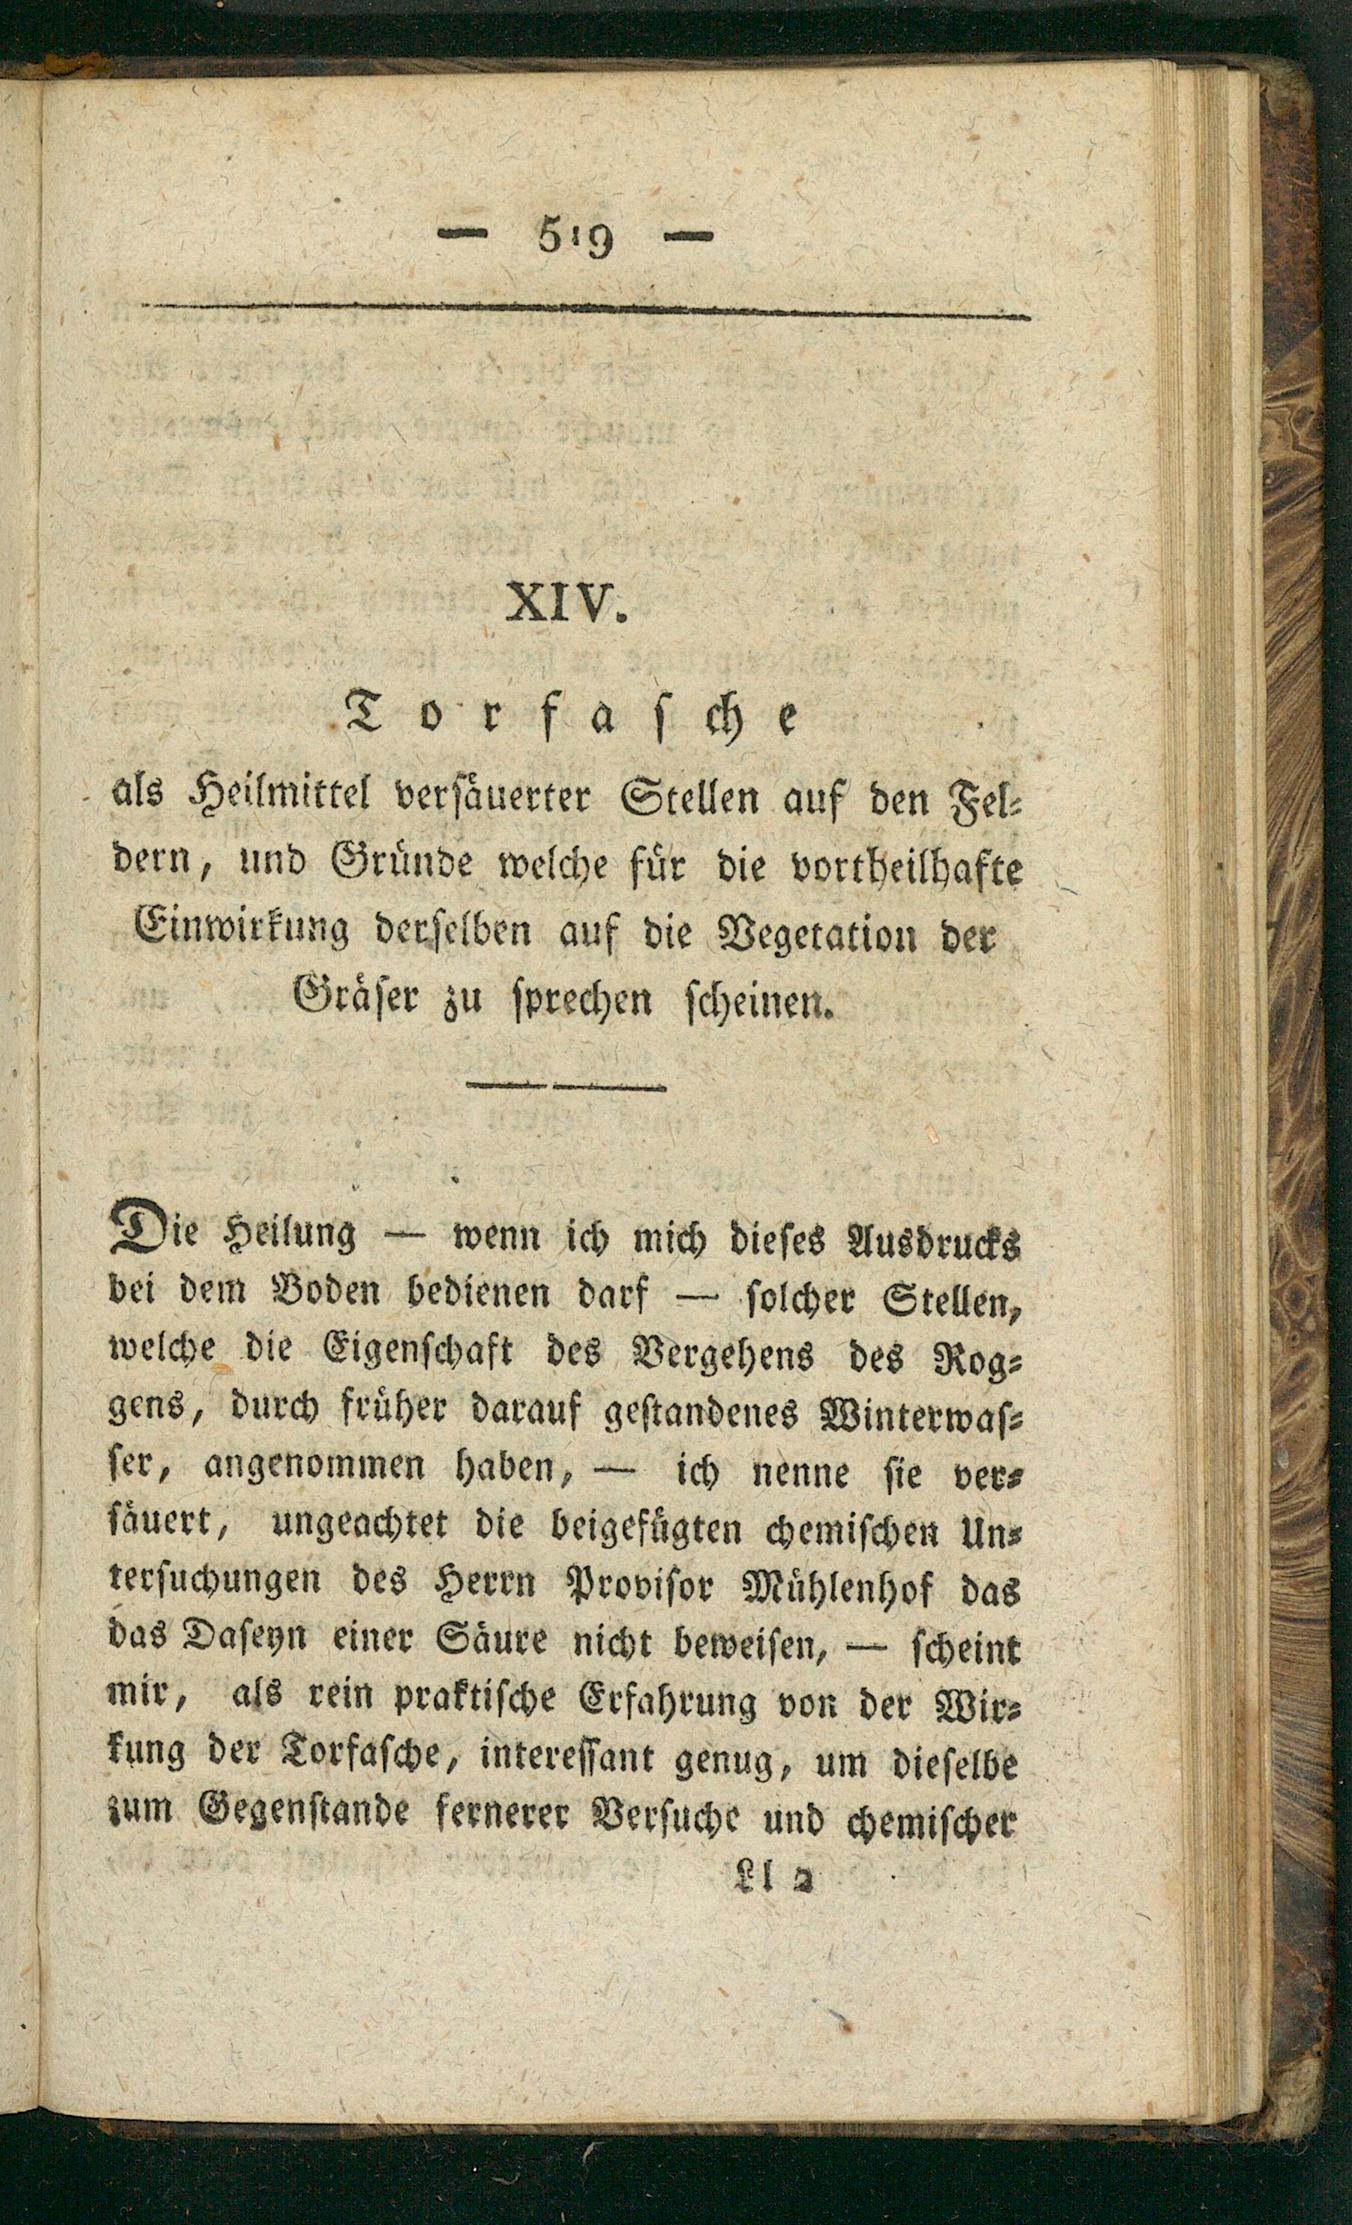 — 519 —
XIV.
Torfasche
als Heilmittel versäuerter Stellen auf den Fel⸗
dern, und Gründe welche für die vortheilhafte
Einwirkung derselben auf die Vegetation der
Gräser zu sprechen scheinen.
Die Heilung — wenn ich mich dieses Ausdrucks
bei dem Boden bedienen darf — solcher Stellen,
welche die Eigenschaft des Vergehens des Rog⸗
gens, durch früher darauf gestandenes Winterwas⸗
ser, angenommen haben, — ich nenne sie ver⸗
säuert, ungeachtet die beigefügten chemischen Un⸗
tersuchungen des Herrn Provisor Mühlenhof das
das Daseyn einer Säure nicht beweisen, — scheint
mir, als rein praktische Erfahrung von der Wir⸗
kung der Torfasche, interessant genug, um dieselbe
zum Gegenstande fernerer Versuche und chemischer
Ll 2